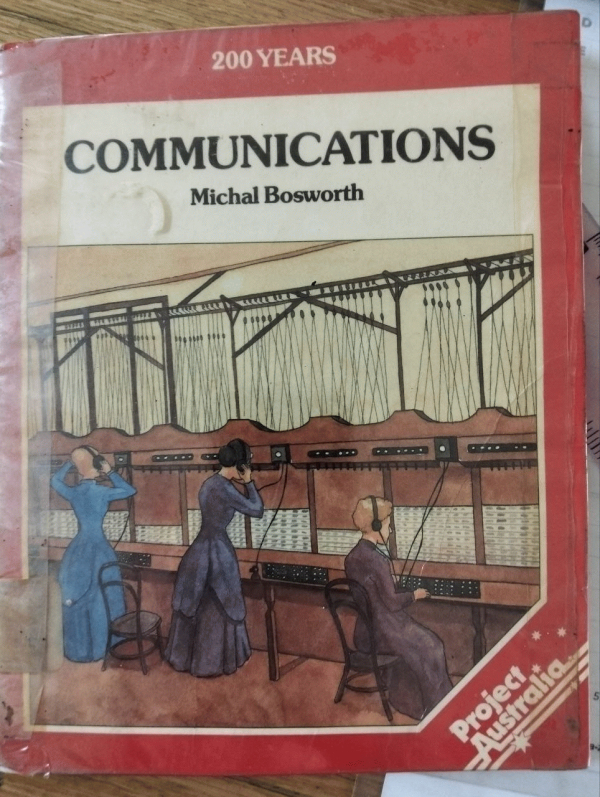 200 YEARS
COMMUNICATIONS
Michal Bosworth
Project
Australia